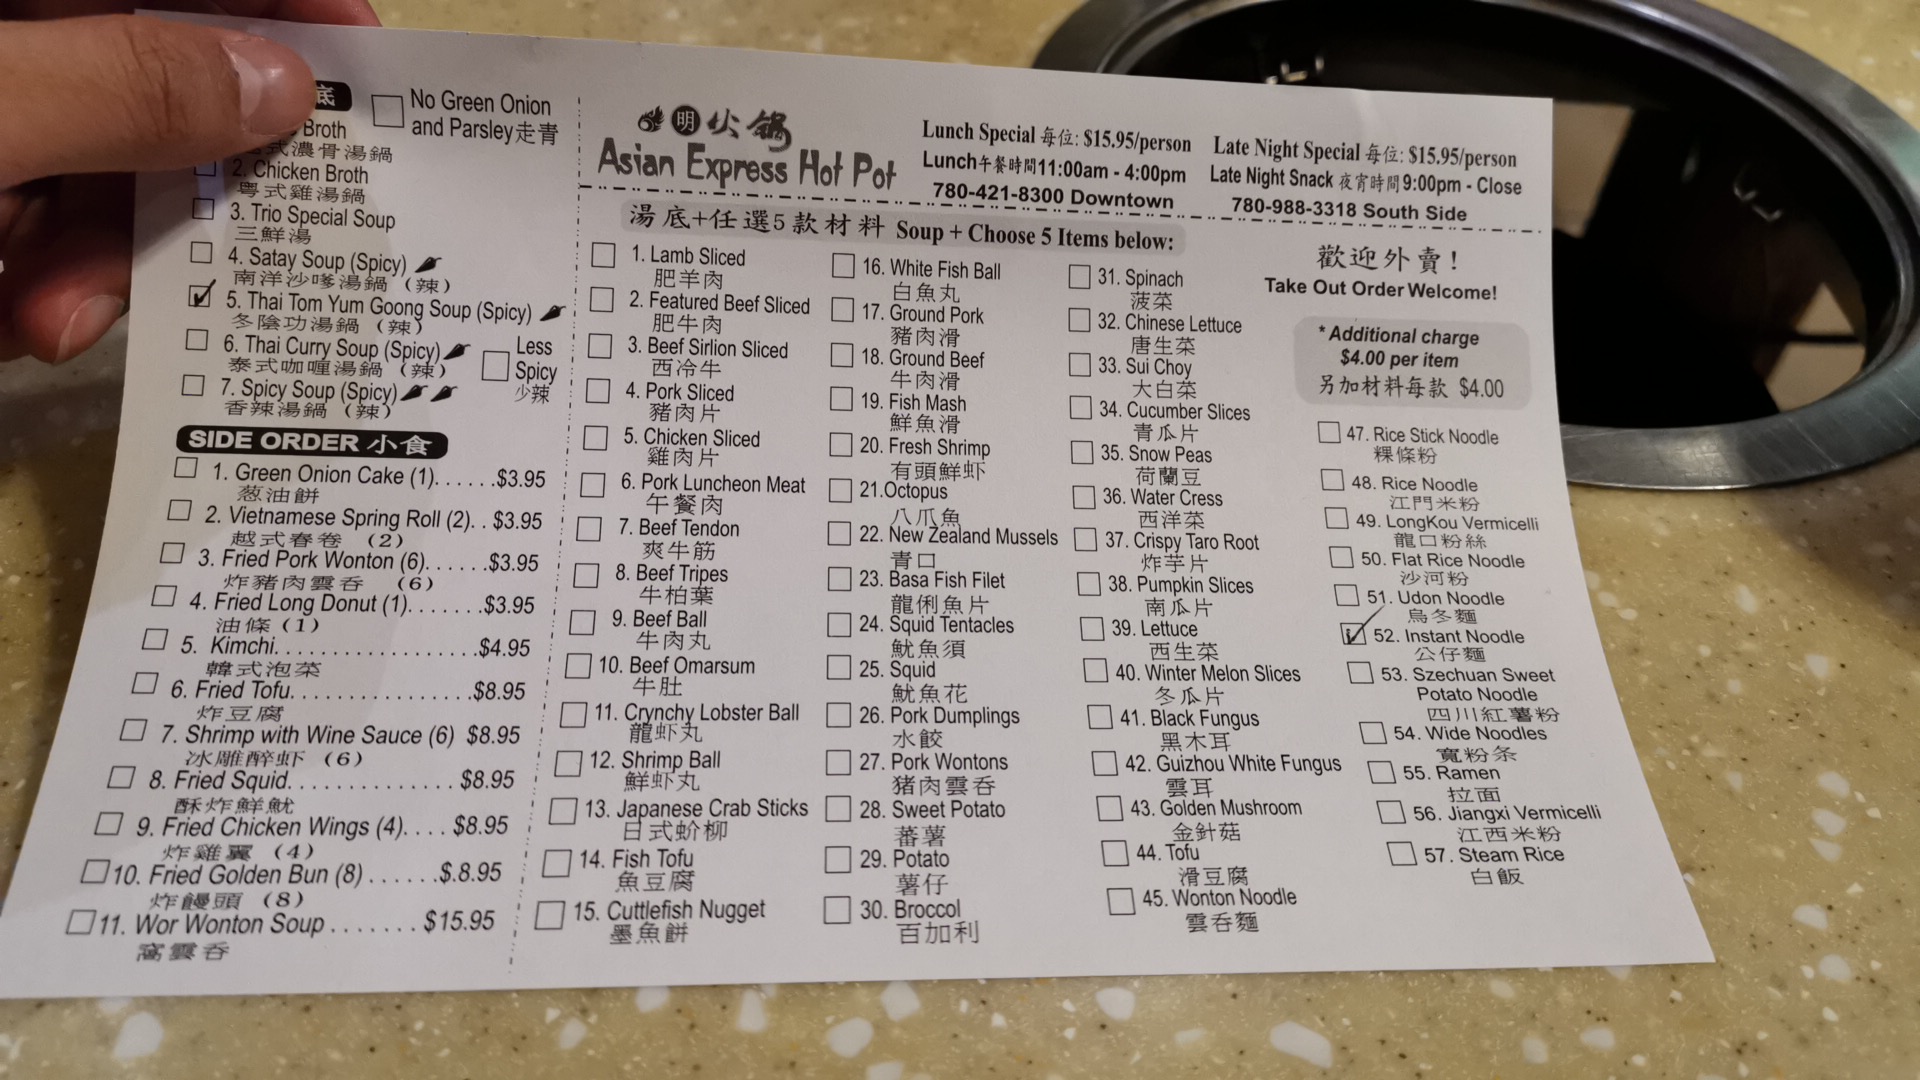 底
Broth
式濃骨湯鍋
No Green Onion
and Parsley走青
2. Chicken Broth
粵式雞湯鍋
3. Trio Special Soup
三鮮湯
4. Satay Soup (Spicy)
南洋沙嗲湯鍋（辣）
5. Thai Tom Yum Goong Soup (Spicy)
冬陰功湯鍋（辣）
6. Thai Curry Soup (Spicy)
泰式咖喱湯鍋（辣）
7. Spicy Soup (Spicy)
香辣湯鍋（辣）
Less
Spicy
少辣
SIDE ORDER 小食
1. Green Onion Cake (1)......$3.95
葱油餅
2. Vietnamese Spring Roll (2). . $3.95
越式春卷（2）
3. Fried Pork Wonton (6).......$3.95
炸豬肉雲吞（6）
4. Fried Long Donut (1).......$3.95
油條（1）
5. Kimchi....................$4.95
韓式泡菜
6. Fried Tofu..................$8.95
炸豆腐
7. Shrimp with Wine Sauce (6) $8.95
冰雕醉虾（6）
8. Fried Squid.................$8.95
酥炸鮮魷
9. Fried Chicken Wings (4).... $8.95
炸雞翼（4）
10. Fried Golden Bun (8) .......$.8.95
炸饅頭（8）
11. Wor Wonton Soup ........$15.95
窩雲吞
明火鍋
Asian Express Hot Pot
Lunch Special 每位: $15.95/person
Lunch午餐時間11:00am - 4:00pm
780-421-8300 Downtown
Late Night Special 每位: $15.95/person
Late Night Snack 夜宵時間9:00pm - Close
780-988-3318 South Side
湯底+任選5款材料 Soup + Choose 5 Items below:
1. Lamb Sliced
肥羊肉
2. Featured Beef Sliced
肥牛肉
3. Beef Sirlion Sliced
西冷牛
4. Pork Sliced
豬肉片
5. Chicken Sliced
雞肉片
6. Pork Luncheon Meat
午餐肉
7. Beef Tendon
爽牛筋
8. Beef Tripes
牛柏葉
9. Beef Ball
牛肉丸
10. Beef Omarsum
牛肚
11. Crynchy Lobster Ball
龍虾丸
12. Shrimp Ball
鮮虾丸
13. Japanese Crab Sticks
日式蚧柳
14. Fish Tofu
魚豆腐
15. Cuttlefish Nugget
墨魚餅
16. White Fish Ball
白魚丸
17. Ground Pork
豬肉滑
18. Ground Beef
牛肉滑
19. Fish Mash
鮮魚滑
20. Fresh Shrimp
有頭鮮虾
21.Octopus
八爪魚
22. New Zealand Mussels
青口
23. Basa Fish Filet
龍俐魚片
24. Squid Tentacles
魷魚須
25. Squid
魷魚花
26. Pork Dumplings
水餃
27. Pork Wontons
猪肉雲吞
28. Sweet Potato
蕃薯
29. Potato
薯仔
30. Broccol
百加利
31. Spinach
菠菜
32. Chinese Lettuce
唐生菜
33. Sui Choy
大白菜
34. Cucumber Slices
青瓜片
35. Snow Peas
荷蘭豆
36. Water Cress
西洋菜
37. Crispy Taro Root
炸芋片
38. Pumpkin Slices
南瓜片
39. Lettuce
西生菜
40. Winter Melon Slices
冬瓜片
41. Black Fungus
黑木耳
42. Guizhou White Fungus
雲耳
43. Golden Mushroom
金針菇
44. Tofu
滑豆腐
45. Wonton Noodle
雲吞麵
歡迎外賣!
Take Out Order Welcome!
* Additional charge
$4.00 per item
另加材料每款 $4.00
47. Rice Stick Noodle
粿條粉
48. Rice Noodle
江門米粉
49. LongKou Vermicelli
龍口粉絲
50. Flat Rice Noodle
沙河粉
51. Udon Noodle
烏冬麵
52. Instant Noodle
公仔麵
53. Szechuan Sweet
Potato Noodle
四川紅薯粉
54. Wide Noodles
寬粉条
55. Ramen
拉面
56. Jiangxi Vermicelli
江西米粉
57. Steam Rice
白飯